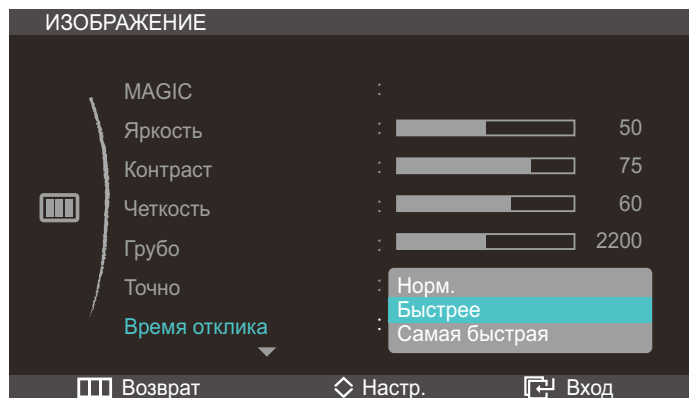 ИЗОБРАЖЕНИЕ
MAGIC :
Яркость : 50
Контраст : 75
Четкость : 60
Грубо : 2200
Точно :
Норм.
Быстрее
Время отклика :
Самая быстрая
Возврат Настр. Вход